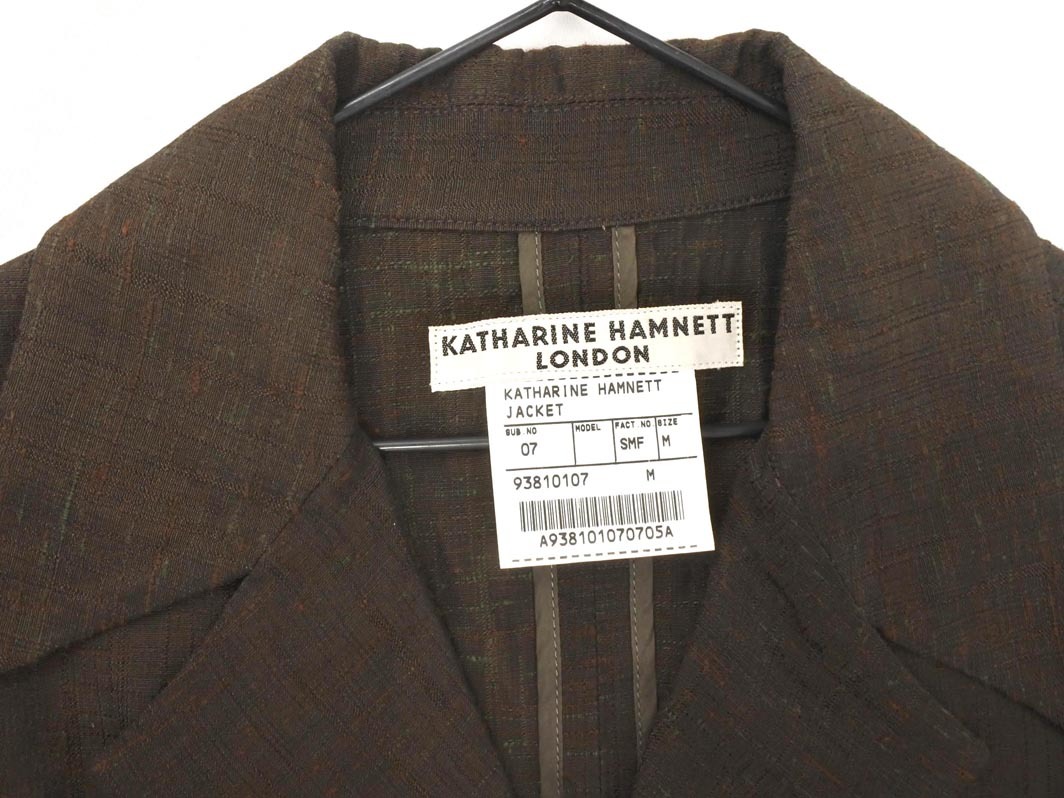 KATHARINE HAMNETT
LONDON
KATHARINE HAMNETT
JACKET
SUB.NO MODEL FACT.NO. SIZE
07 SMF M
93810107 M
A938101070705A